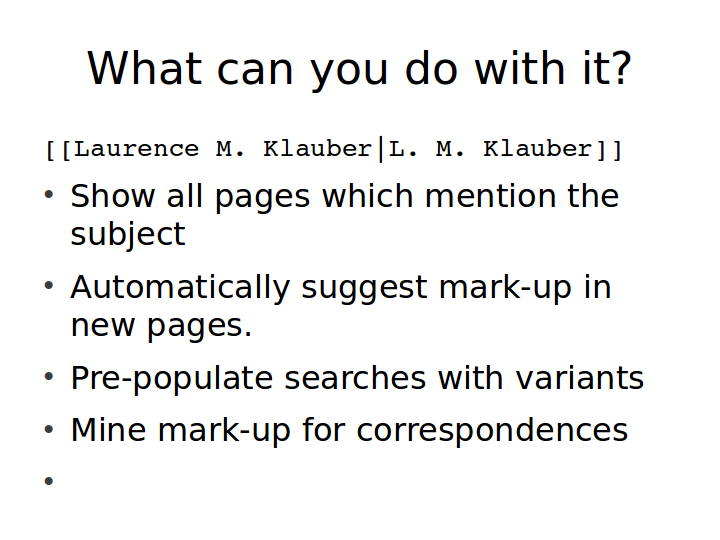 What can you do with it?
[[Laurence M. Klauber|L. M. Klauber]]
• Show all pages which mention the
subject
• Automatically suggest mark-up in
new pages.
• Pre-populate searches with variants
• Mine mark-up for correspondences
•